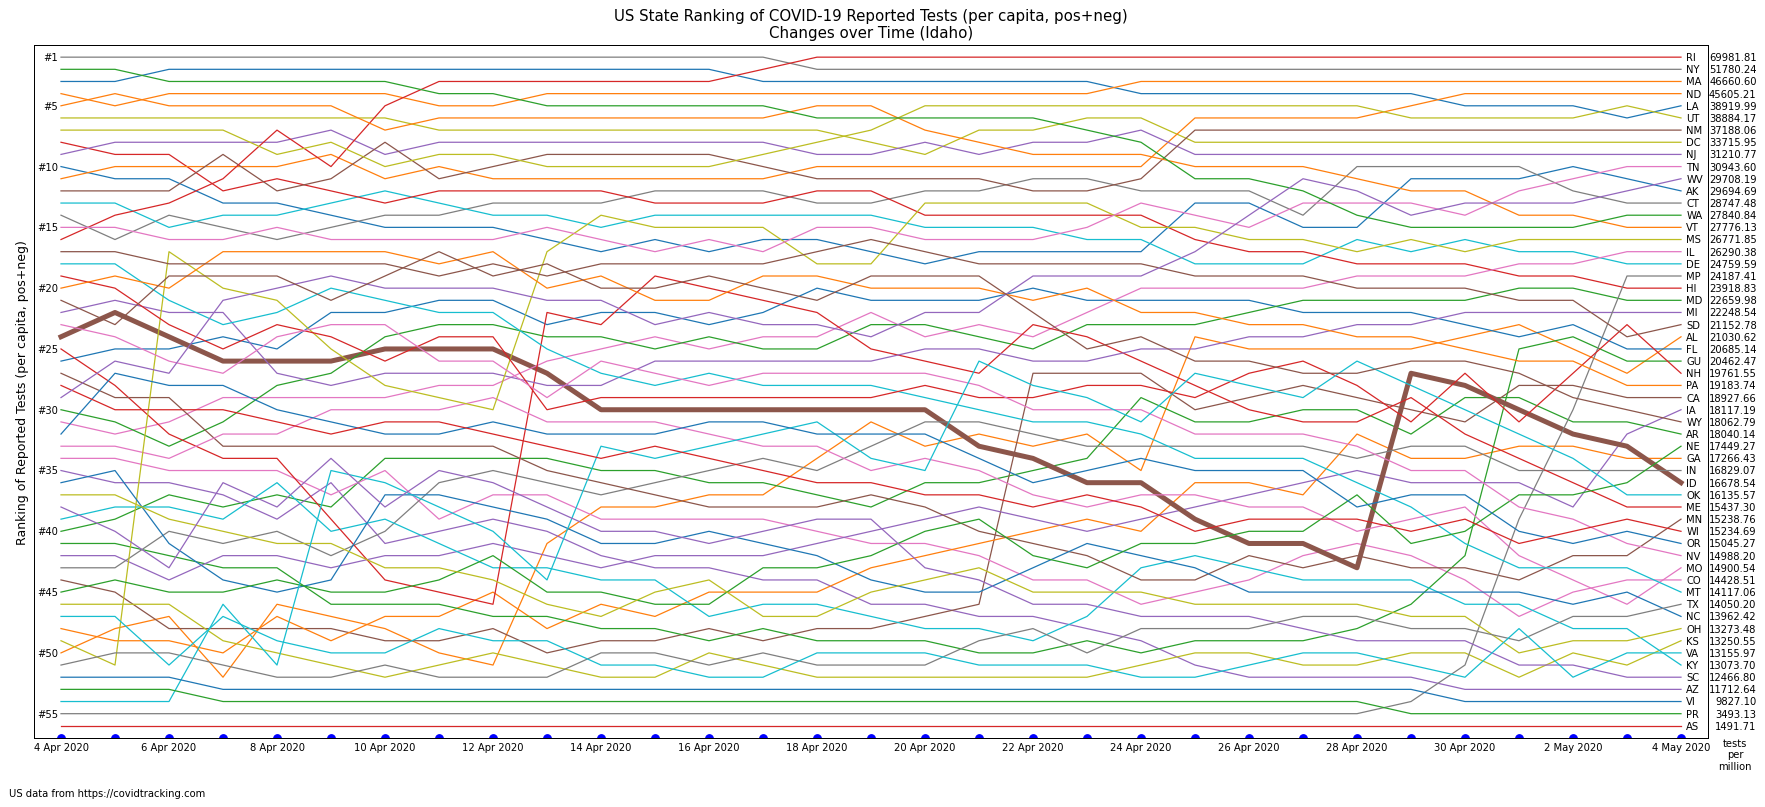 US State Ranking of COVID-19 Reported Tests (per capita, pos+neg)
Changes over Time (Idaho)
Ranking of Reported Tests (per capita, pos+neg)
#1
#5
#10
#15
#20
#25
#30
#35
#40
#45
#50
#55
RI 69981.81
NY 51780.24
MA 46660.60
ND 45605.21
LA 38919.99
UT 38884.17
NM 37188.06
DC 33715.95
NJ 31210.77
TN 30943.60
WV 29708.19
AK 29694.69
CT 28747.48
WA 27840.84
VT 27776.13
MS 26771.85
IL 26290.38
DE 24759.59
MP 24187.41
HI 23918.83
MD 22659.98
MI 22248.54
SD 21152.78
AL 21030.62
FL 20685.14
GU 20462.47
NH 19761.55
PA 19183.74
CA 18927.66
IA 18117.19
WY 18062.79
AR 18040.14
NE 17449.27
GA 17266.43
IN 16829.07
ID 16678.54
OK 16135.57
ME 15437.30
MN 15238.76
WI 15234.69
OR 15045.27
NV 14988.20
MO 14900.54
CO 14428.51
MT 14117.06
TX 14050.20
NC 13962.42
OH 13273.48
KS 13250.55
VA 13155.97
KY 13073.70
SC 12466.80
AZ 11712.64
VI 9827.10
PR 3493.13
AS 1491.71
4 Apr 2020 6 Apr 2020 8 Apr 2020 10 Apr 2020 12 Apr 2020 14 Apr 2020 16 Apr 2020 18 Apr 2020 20 Apr 2020 22 Apr 2020 24 Apr 2020 26 Apr 2020 28 Apr 2020 30 Apr 2020 2 May 2020 4 May 2020
tests
per
million
US data from https://covidtracking.com